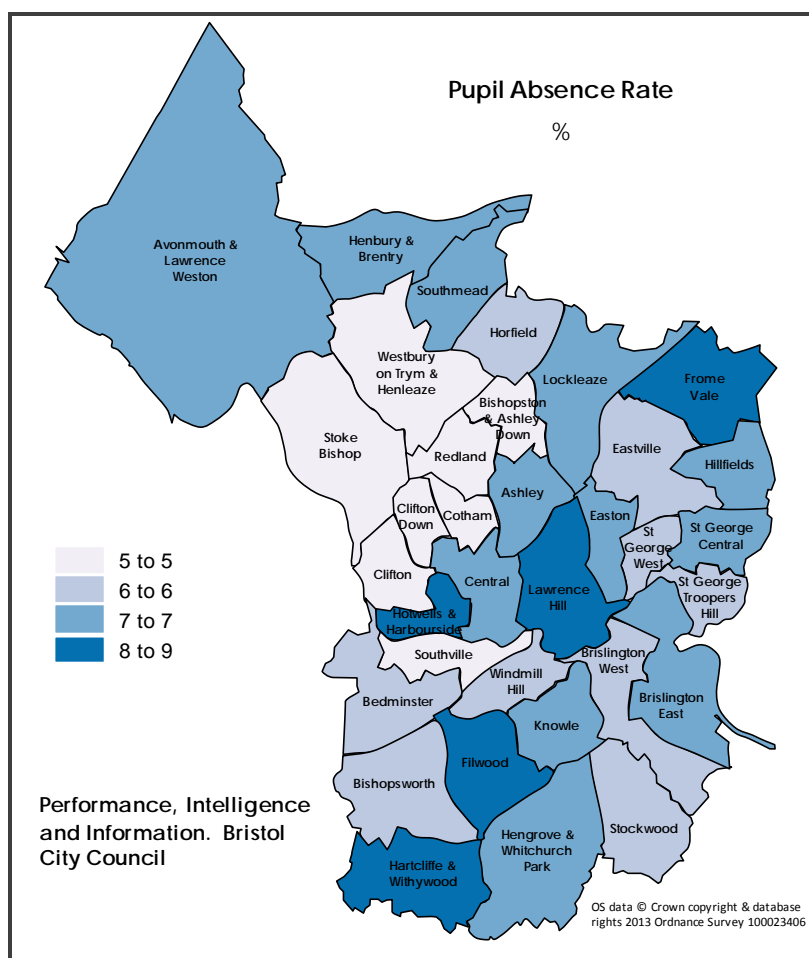 Pupil Absence Rate
%
Avonmouth &
Lawrence
Weston
Henbury &
Brentry
Southmead
Horfield
Westbury
on Trym &
Henleaze
Lockleaze
Frome
Vale
Bishopston
& Ashley
Down
Stoke
Bishop
Redland
Eastville
Hillfields
Ashley
Clifton
Down
Cotham
Easton
St
George
West
St George
Central
Clifton
Central
Lawrence
Hill
St George
Troopers
Hill
Hotwells &
Harbourside
Southville
Windmill
Hill
Brislington
West
Bedminster
Brislington
East
Knowle
Filwood
Bishopsworth
Stockwood
Hengrove &
Whitchurch
Park
Hartcliffe &
Withywood
5 to 5
6 to 6
7 to 7
8 to 9
Performance, Intelligence
and Information.  Bristol
City Council
OS data © Crown copyright & database
rights 2013 Ordnance Survey 100023406